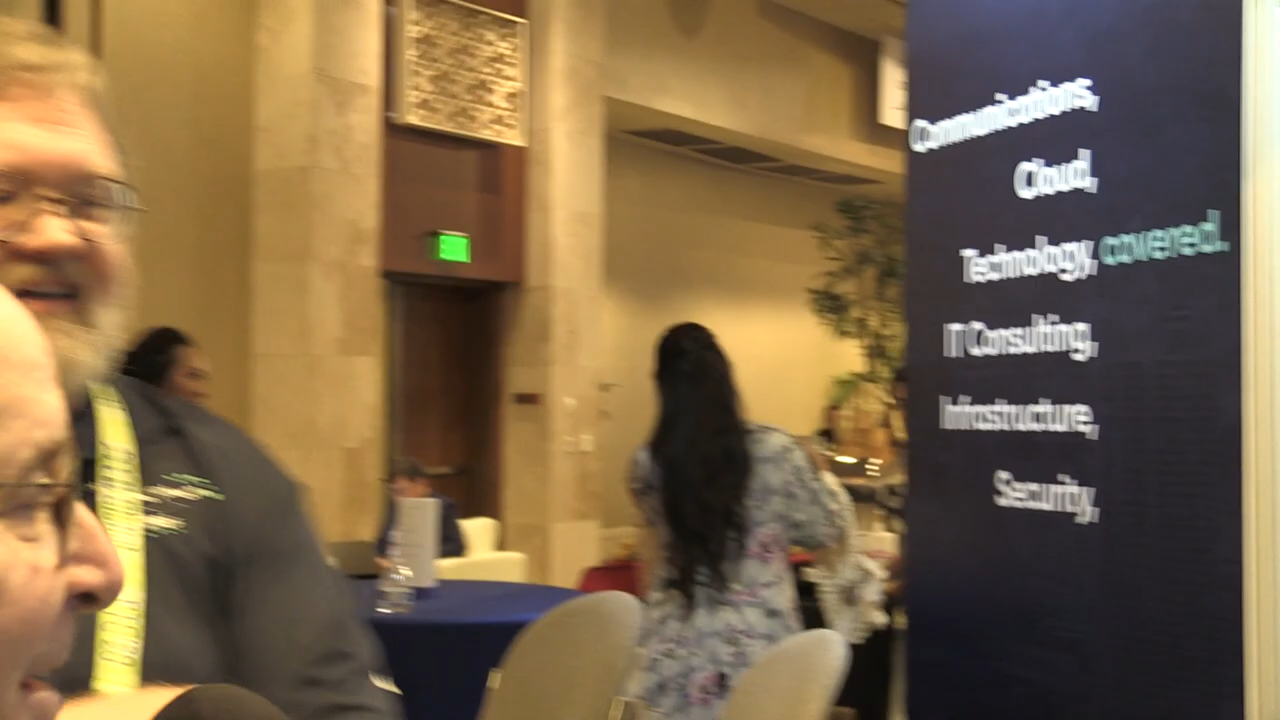 Communications,
Cloud,
Technology, covered.
IT Consulting,
Infrastructure,
Security,